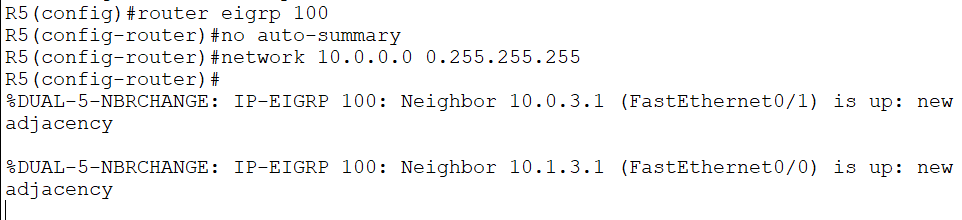 R5(config)#router eigrp 100
R5(config-router)#no auto-summary
R5(config-router)#network 10.0.0.0 0.255.255.255
R5(config-router)#
%DUAL-5-NBRCHANGE: IP-EIGRP 100: Neighbor 10.0.3.1 (FastEthernet0/1) is up: new
adjacency
%DUAL-5-NBRCHANGE: IP-EIGRP 100: Neighbor 10.1.3.1 (FastEthernet0/0) is up: new
adjacency